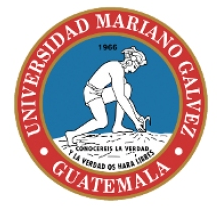 UNIVERSIDAD MARIANO GALVEZ
1966
CONOCEREIS LA VERDAD
Y LA VERDAD OS HARA LIBRES
GUATEMALA